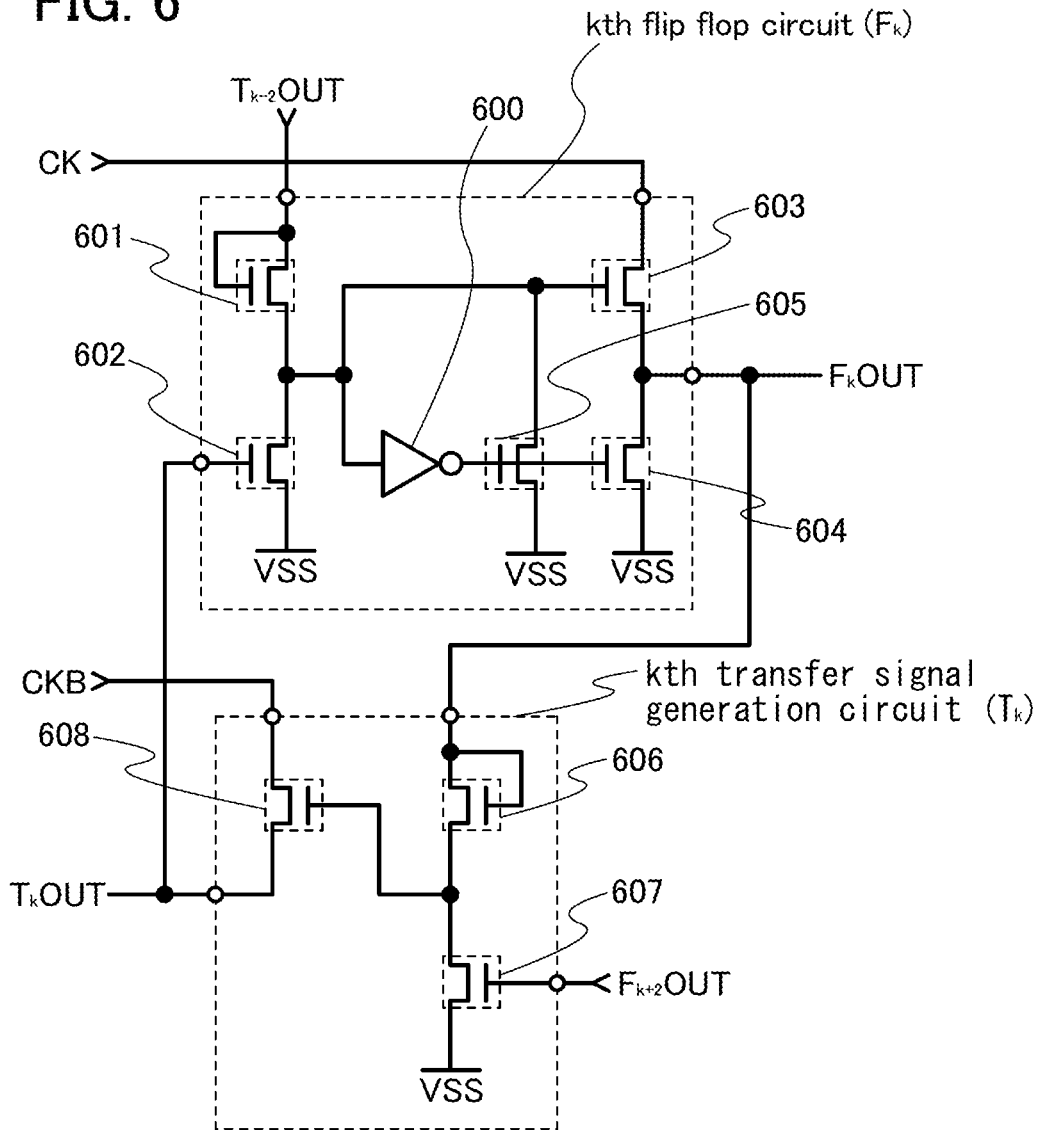 FIG. 6
kth flip flop circuit (Fₖ)
Tₖ₋₂OUT
600
CK
603
601
605
602
FₖOUT
604
VSS
VSS
VSS
CKB
kth transfer signal
generation circuit (Tₖ)
608
606
TₖOUT
607
Fₖ₊₂OUT
VSS